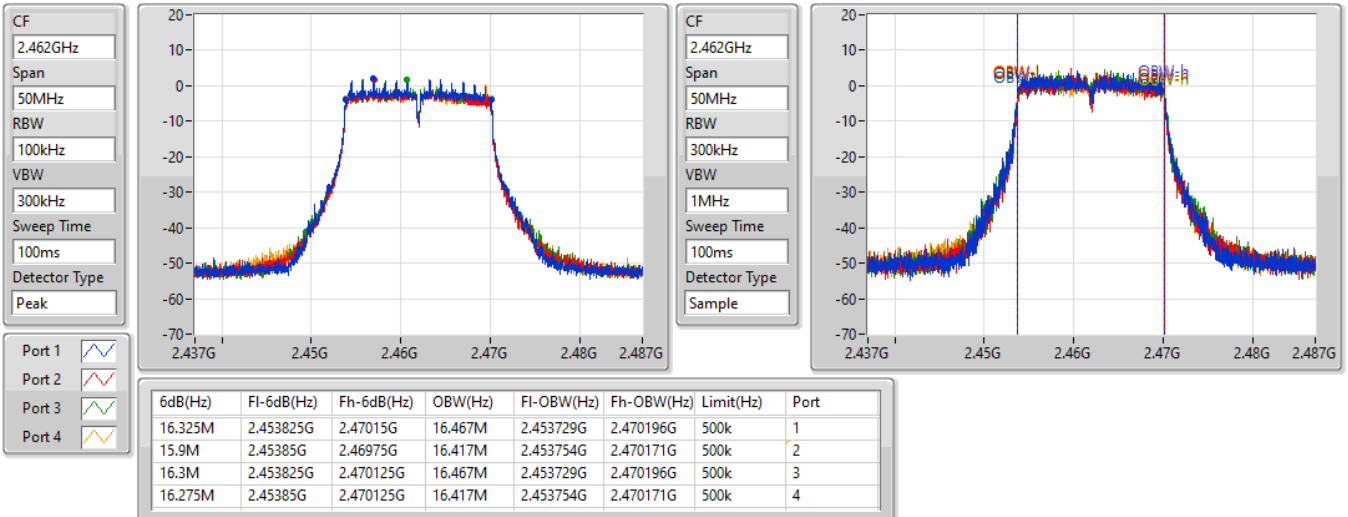 CF
2.462GHz
Span
50MHz
RBW
100kHz
VBW
300kHz
Sweep Time
100ms
Detector Type
Peak
20
10
0
-10
-20
-30
-40
-50
-60
-70
2.437G 2.45G 2.46G 2.47G 2.48G 2.487G
CF
2.462GHz
Span
50MHz
RBW
300kHz
VBW
1MHz
Sweep Time
100ms
Detector Type
Sample
20
10
0
-10
-20
-30
-40
-50
-60
-70
OBW-l OBW-h
2.437G 2.45G 2.46G 2.47G 2.48G 2.487G
Port 1
Port 2
Port 3
Port 4
6dB(Hz) Fl-6dB(Hz) Fh-6dB(Hz) OBW(Hz) Fl-OBW(Hz) Fh-OBW(Hz) Limit(Hz) Port
16.325M 2.453825G 2.47015G 16.467M 2.453729G 2.470196G 500k 1
15.9M 2.45385G 2.46975G 16.417M 2.453754G 2.470171G 500k 2
16.3M 2.453825G 2.470125G 16.467M 2.453729G 2.470196G 500k 3
16.275M 2.45385G 2.470125G 16.417M 2.453754G 2.470171G 500k 4